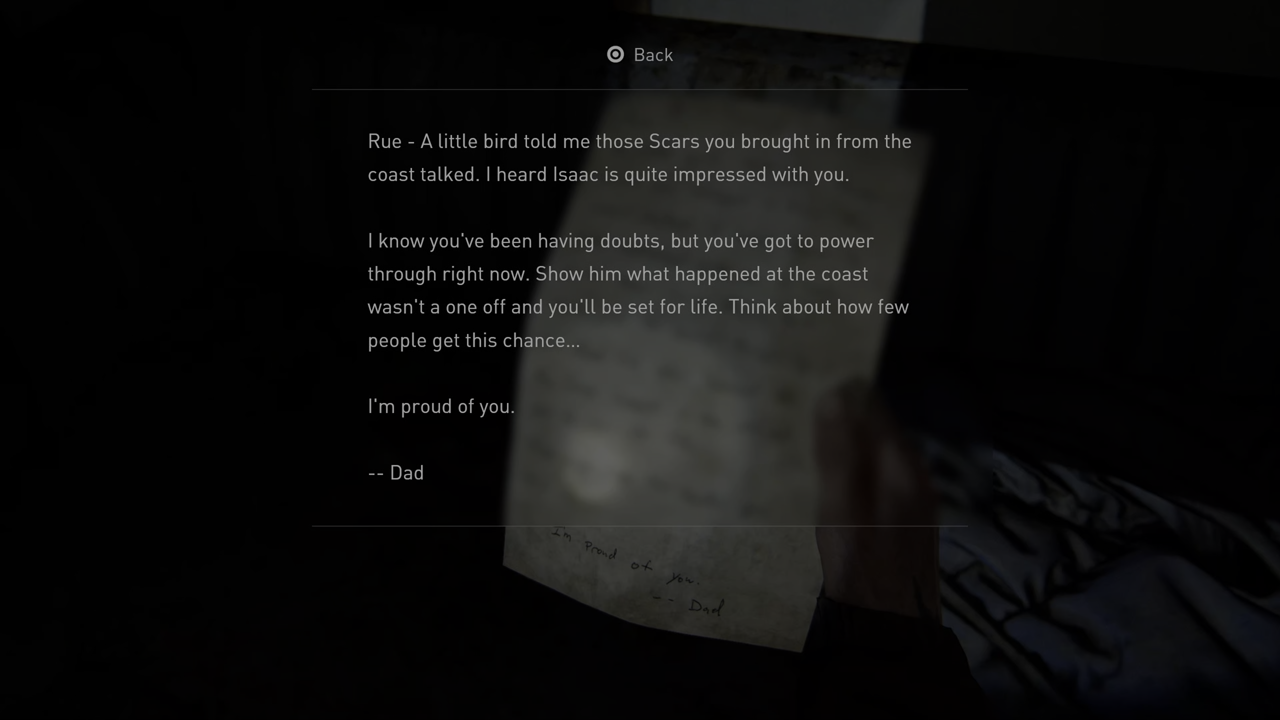 Back
Rue - A little bird told me those Scars you brought in from the
coast talked. I heard Isaac is quite impressed with you.
I know you've been having doubts, but you've got to power
through right now. Show him what happened at the coast
wasn't a one off and you'll be set for life. Think about how few
people get this chance...
I'm proud of you.
-- Dad
I'm proud of you.
-- Dad